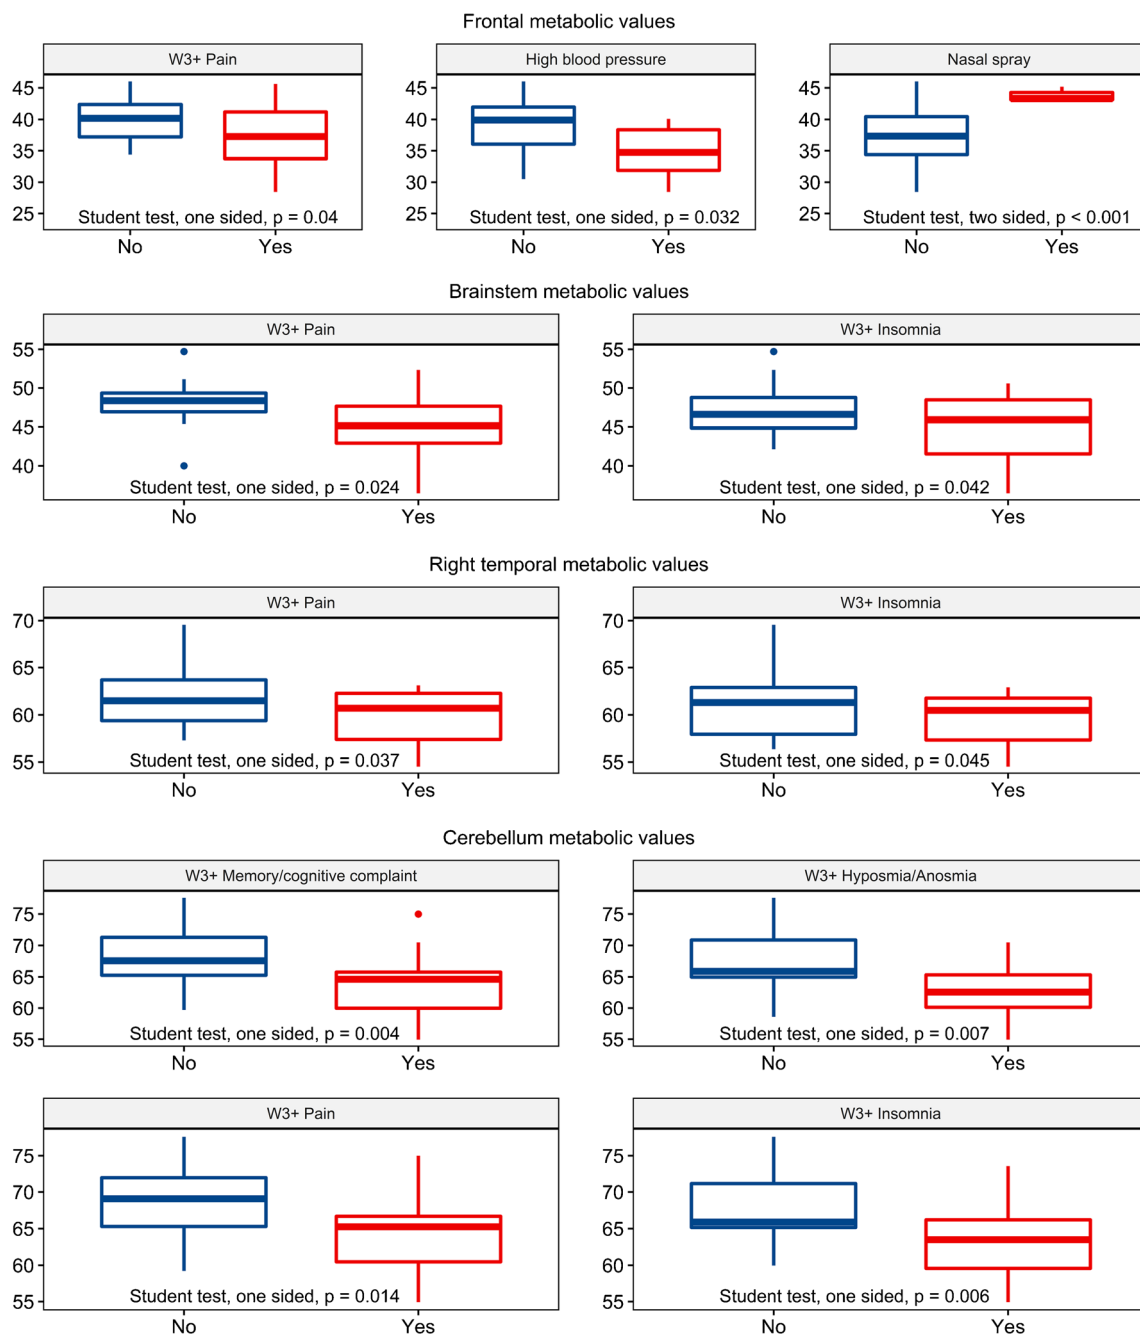 Frontal metabolic values
W3+ Pain
High blood pressure
Nasal spray
45
40
35
30
25
Student test, one sided, p = 0.04
No
Yes
45
40
35
30
25
Student test, one sided, p = 0.032
No
Yes
45
40
35
30
25
Student test, two sided, p < 0.001
No
Yes
Brainstem metabolic values
W3+ Pain
W3+ Insomnia
55
50
45
40
Student test, one sided, p = 0.024
No
Yes
55
50
45
40
Student test, one sided, p = 0.042
No
Yes
Right temporal metabolic values
W3+ Pain
W3+ Insomnia
70
65
60
55
Student test, one sided, p = 0.037
No
Yes
70
65
60
55
Student test, one sided, p = 0.045
No
Yes
Cerebellum metabolic values
W3+ Memory/cognitive complaint
W3+ Hyposmia/Anosmia
75
70
65
60
55
Student test, one sided, p = 0.004
No
Yes
75
70
65
60
55
Student test, one sided, p = 0.007
No
Yes
W3+ Pain
W3+ Insomnia
75
70
65
60
55
Student test, one sided, p = 0.014
No
Yes
75
70
65
60
55
Student test, one sided, p = 0.006
No
Yes